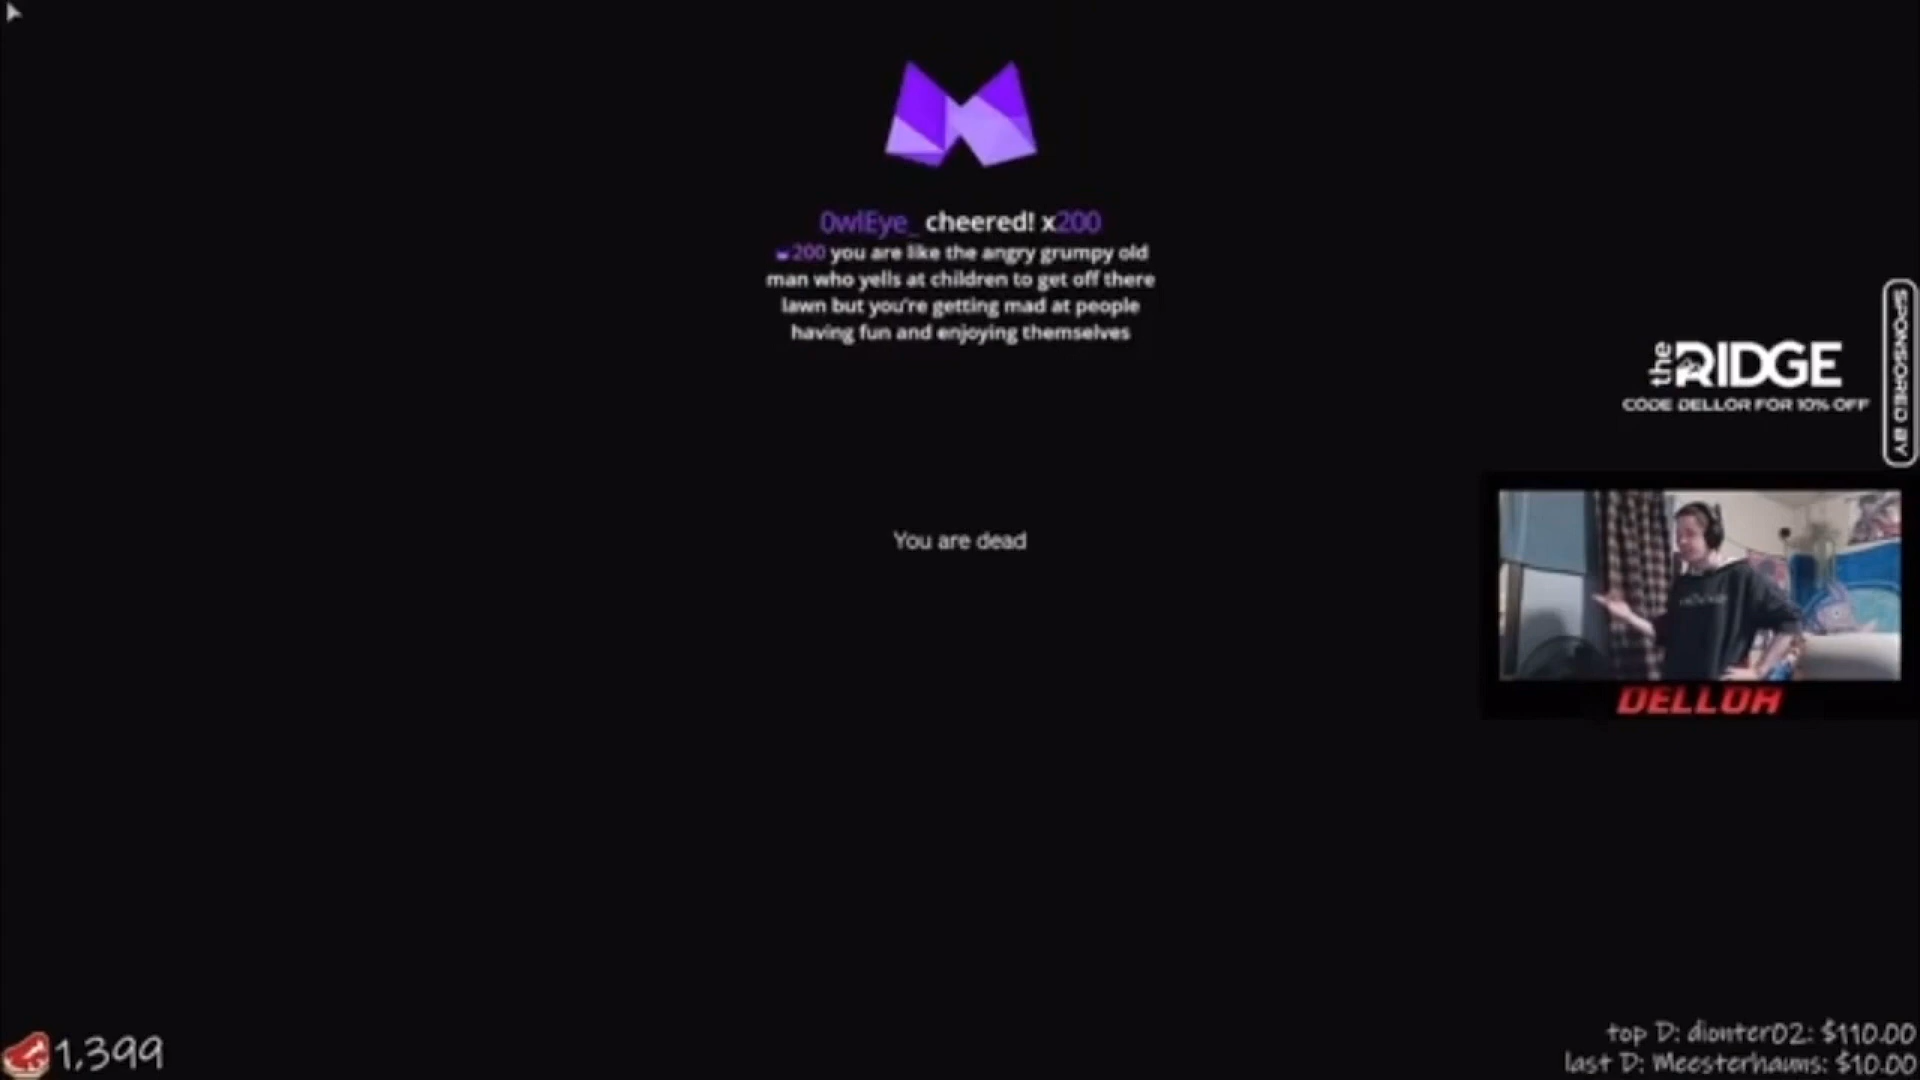 0wlEye_ cheered! x200
200 you are like the angry grumpy old
man who yells at children to get off there
lawn but you're getting mad at people
having fun and enjoying themselves
the RIDGE
CODE DELLOR FOR 10% OFF
SPONSORED BY
You are dead
DELLOR
1,399
top D: dionter02: $110.00
last D: Meesterhaums: $10.00